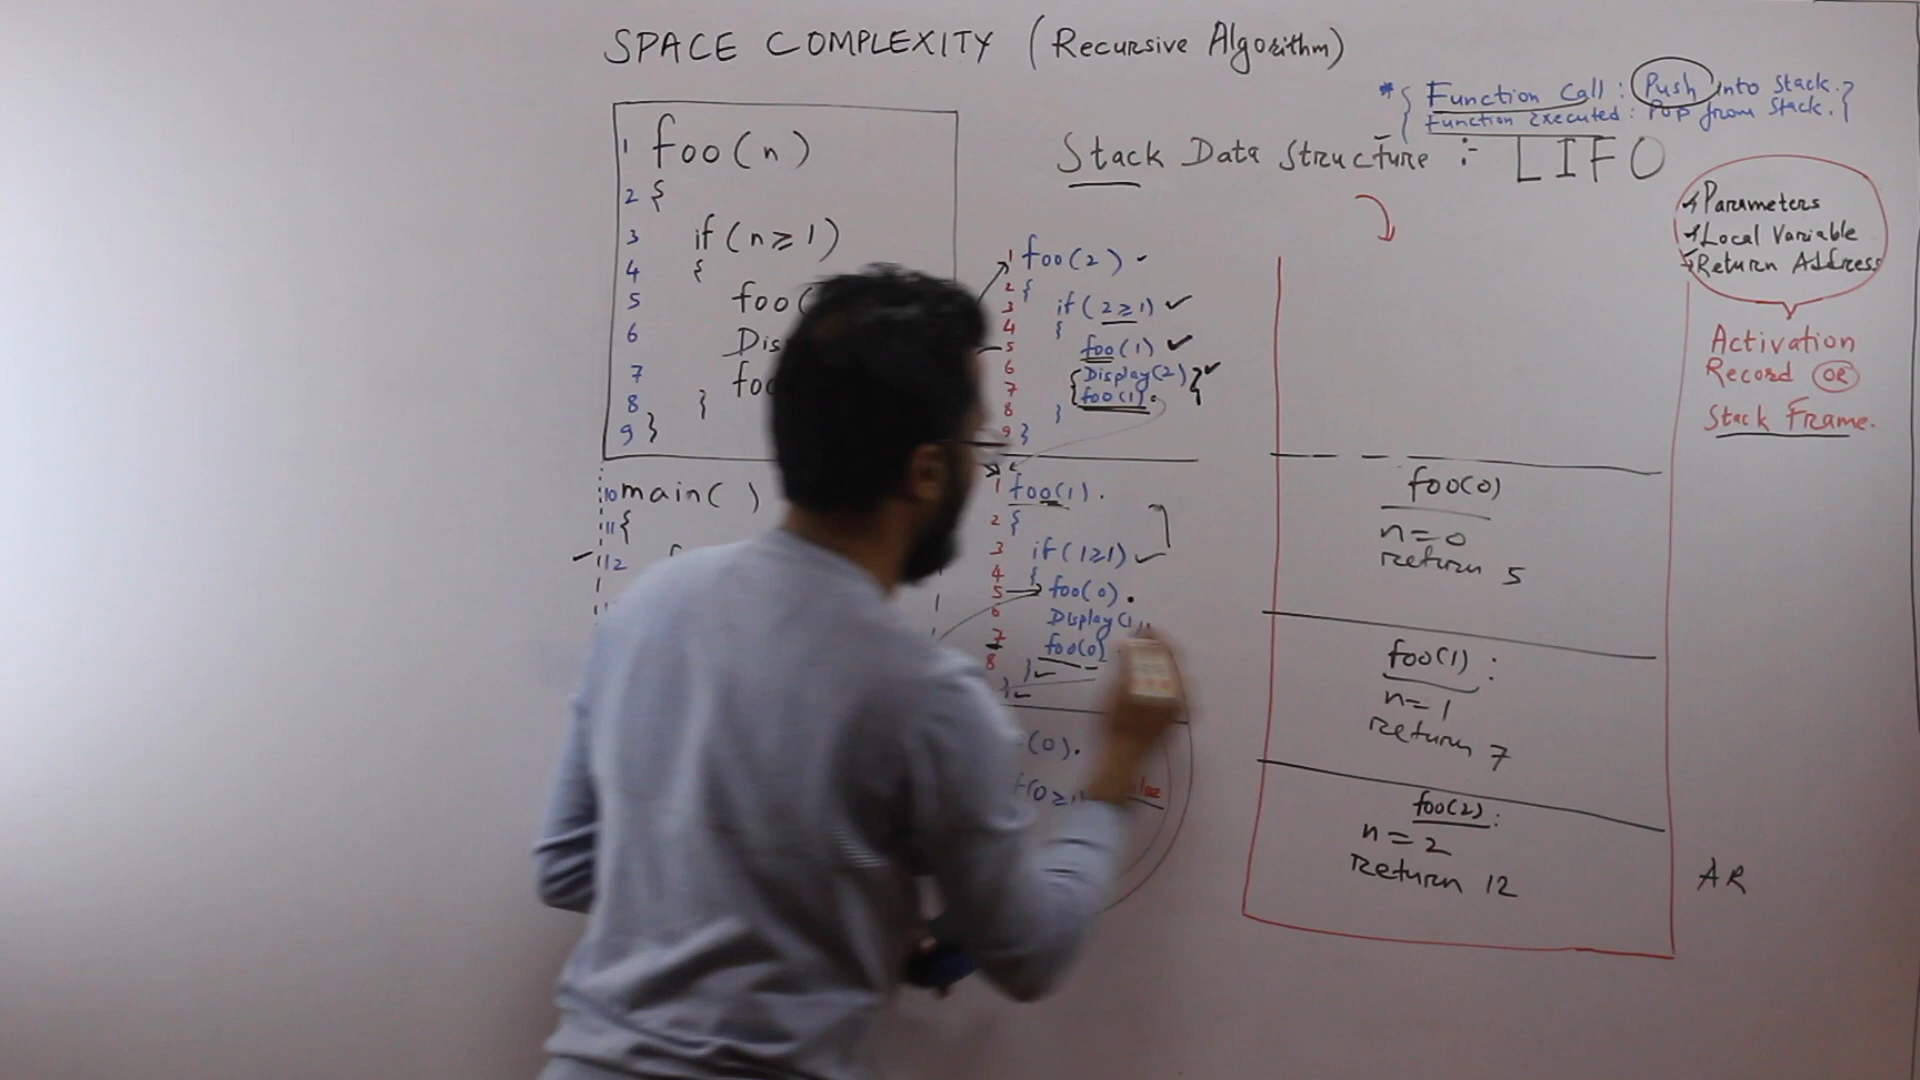 SPACE COMPLEXITY (Recursive Algorithm)
* { Function Call : Push into Stack. }
{ Function Executed : Pop from Stack. }
Stack Data Structure :- LIFO
Parameters
Local Variable
Return Address
Activation
Record OR
Stack Frame.
1 foo(n)
2 {
3 if (n≥1)
4 {
5 foo(
6 Dis
7 foo
8 }
9 }
10 main( )
11 {
12
1 foo(2)
2 {
3 if (2≥1) ✓
4 {
5 foo(1) ✓
6 {Display(2)} ✓
7 {foo(1).}
8 }
9 }
1 foo(1).
2 {
3 if(1≥1) ✓
4 {
5 foo(0).
6 Display(1
7 foo(0)
8 } ✓
} ✓
(0).
(0≥1
foo(0)
n=0
Return 5
foo(1) :
n=1
Return 7
foo(2) :
n=2
Return 12
AR